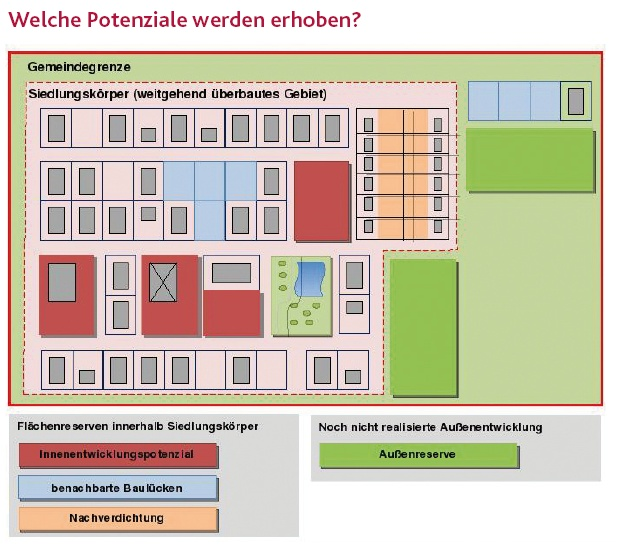 Welche Potenziale werden erhoben?
Gemeindegrenze
Siedlungskörper (weitgehend überbautes Gebiet)
Flächenreserven innerhalb Siedlungskörper
Innenentwicklungspotenzial
benachbarte Baulücken
Nachverdichtung
Noch nicht realisierte Außenentwicklung
Außenreserve